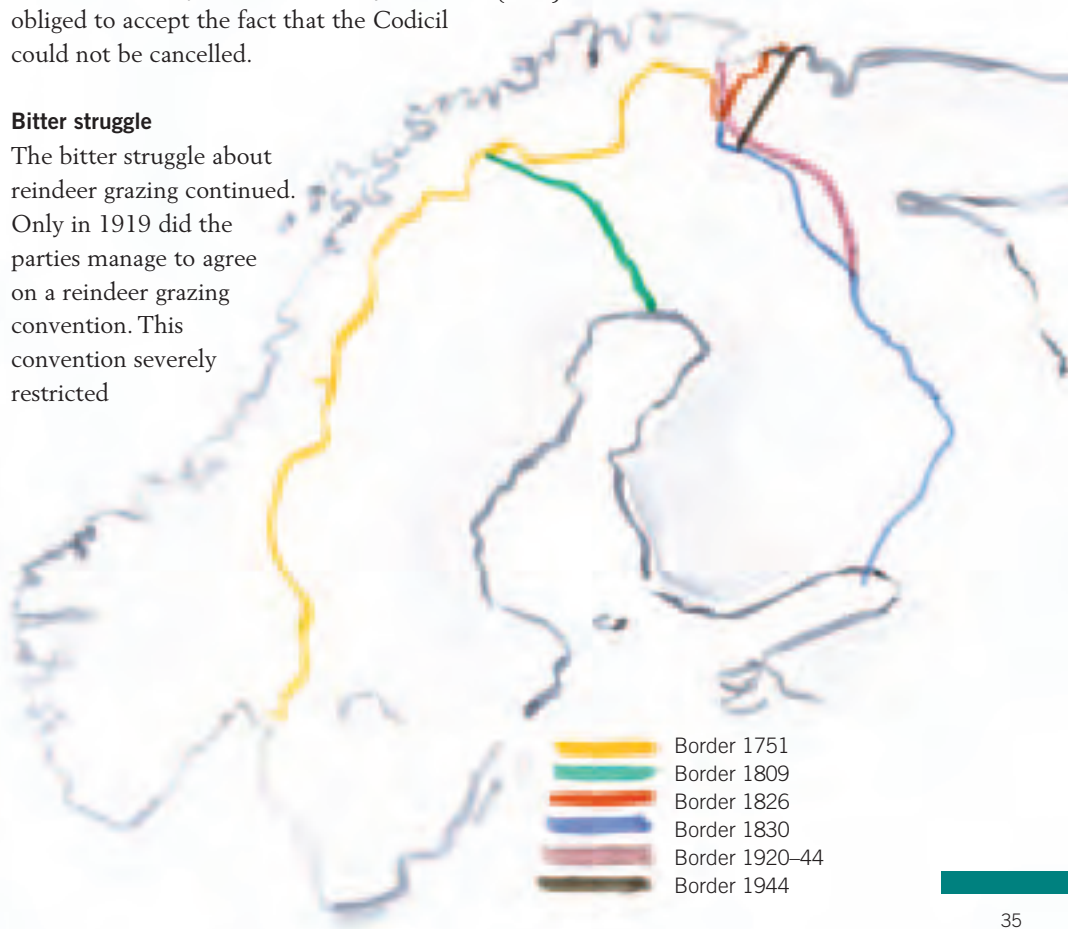 obliged to accept the fact that the Codicil
could not be cancelled.
Bitter struggle
The bitter struggle about
reindeer grazing continued.
Only in 1919 did the
parties manage to agree
on a reindeer grazing
convention. This
convention severely
restricted
Border 1751
Border 1809
Border 1826
Border 1830
Border 1920–44
Border 1944
35